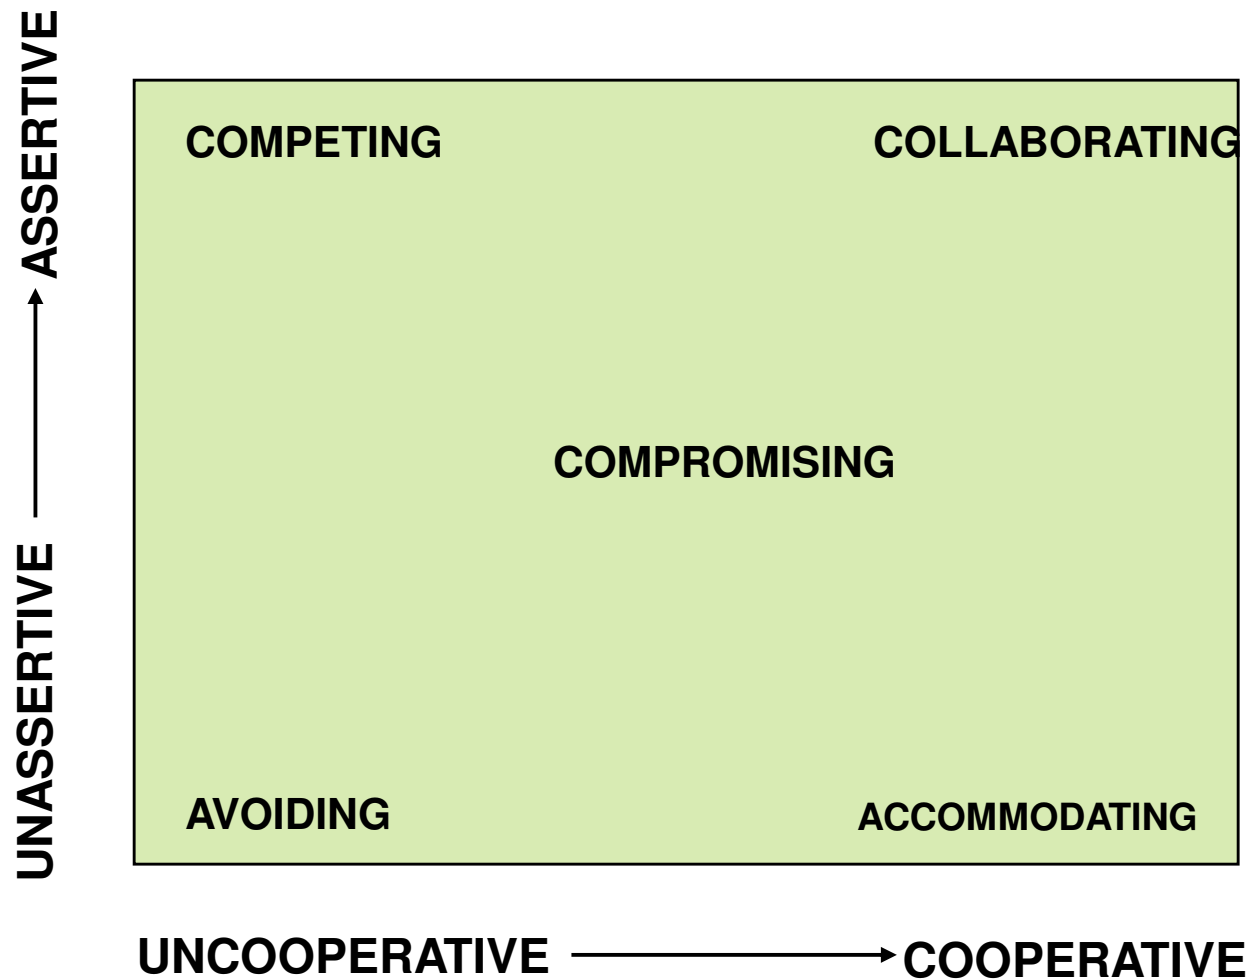 ASSERTIVE
COMPETING
COLLABORATING
COMPROMISING
UNASSERTIVE
AVOIDING
ACCOMMODATING
UNCOOPERATIVE
COOPERATIVE